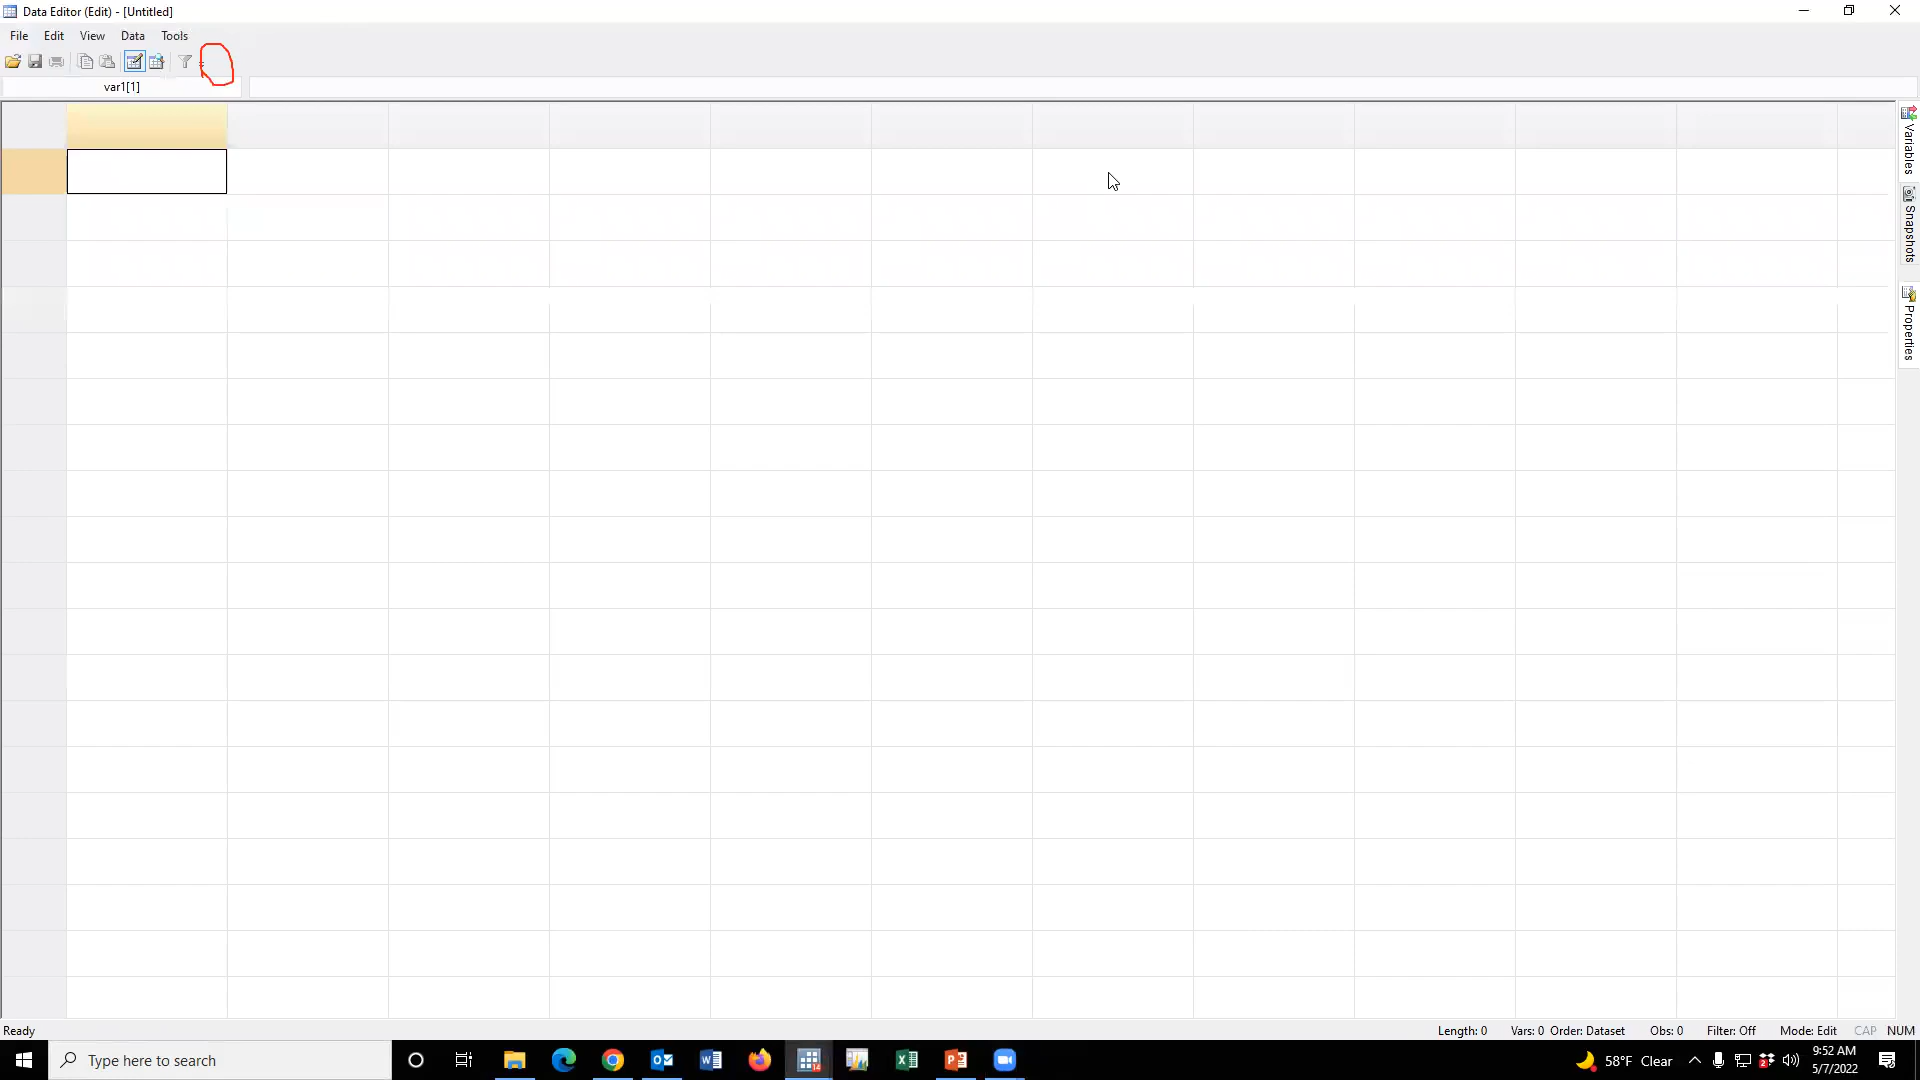 Data Editor (Edit) - [Untitled]
File Edit View Data Tools
var1[1]
Variables
Snapshots
Properties
Ready
Length: 0 Vars: 0 Order: Dataset Obs: 0 Filter: Off Mode: Edit CAP NUM
Type here to search
58°F Clear
9:52 AM
5/7/2022